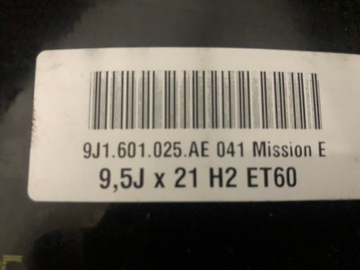 9J1.601.025.AE 041 Mission E
9,5J x 21 H2 ET60